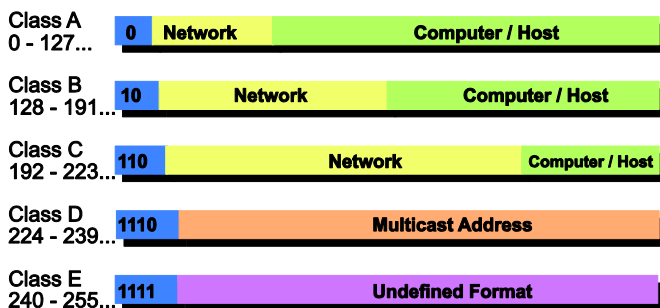 Class A
0 - 127...
0 Network Computer / Host
Class B
128 - 191...
10 Network Computer / Host
Class C
192 - 223...
110 Network Computer / Host
Class D
224 - 239...
1110 Multicast Address
Class E
240 - 255...
1111 Undefined Format